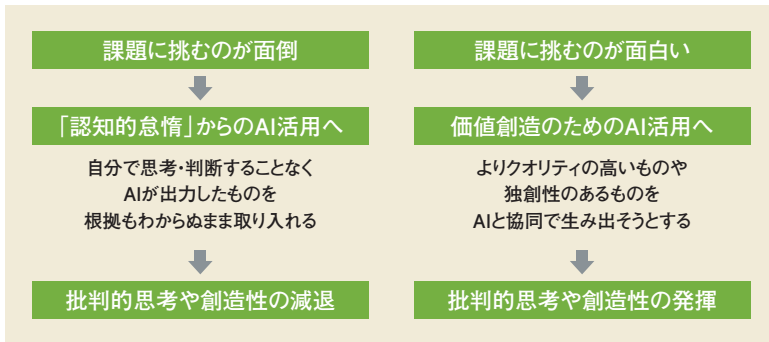 課題に挑むのが面倒
「認知的怠惰」からのAI活用へ
自分で思考・判断することなく
AIが出力したものを
根拠もわからぬまま取り入れる
批判的思考や創造性の減退
課題に挑むのが面白い
価値創造のためのAI活用へ
よりクオリティの高いものや
独創性のあるものを
AIと協同で生み出そうとする
批判的思考や創造性の発揮